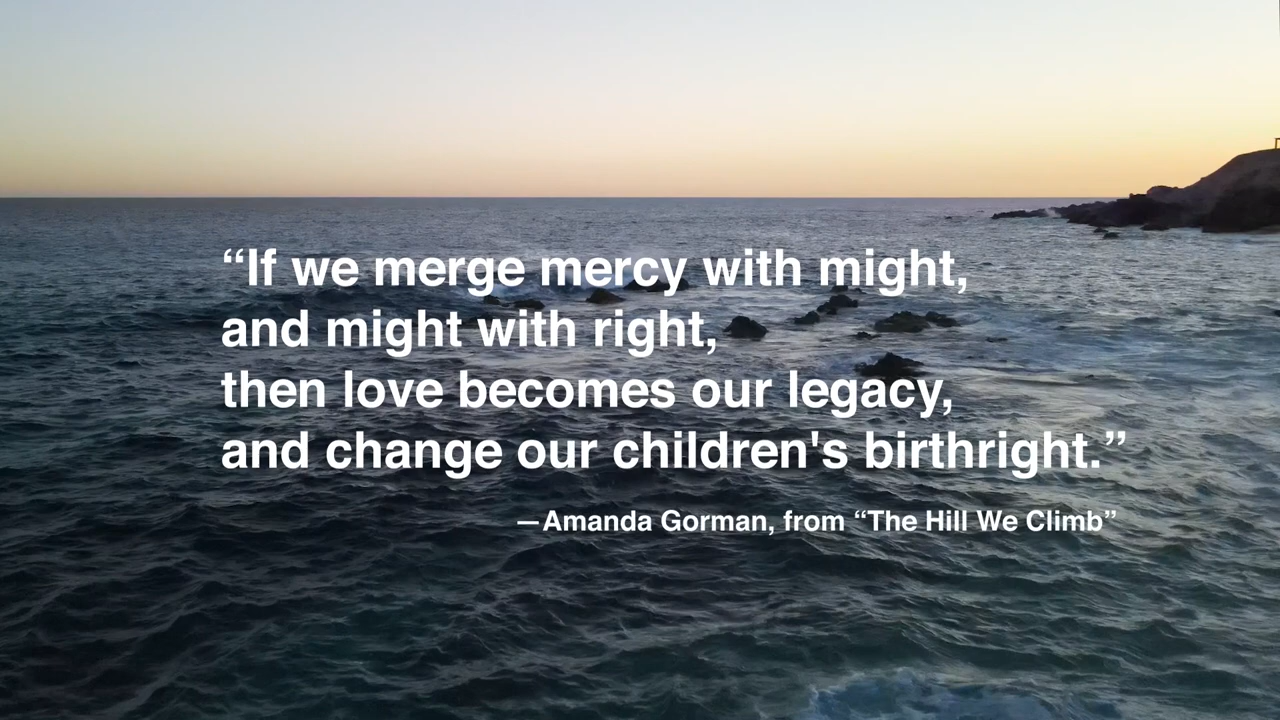 “If we merge mercy with might,
and might with right,
then love becomes our legacy,
and change our children's birthright.”
—Amanda Gorman, from “The Hill We Climb”